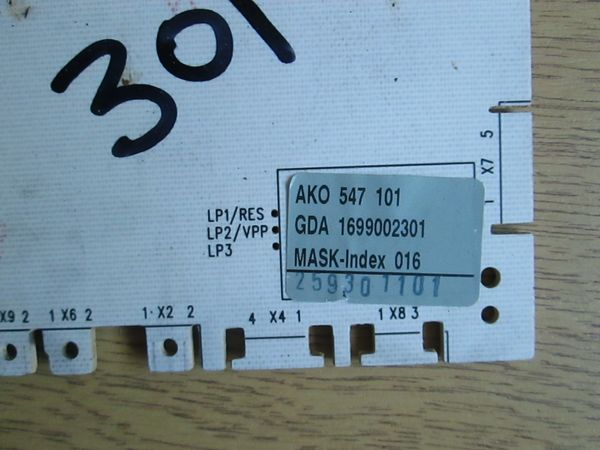 301
5
X7
1
LP1/RES
LP2/VPP
LP3
AKO 547 101
GDA 1699002301
MASK-Index 016
259301101
X9 2
1 X6 2
1 X2 2
4 X4 1
1 X8 3